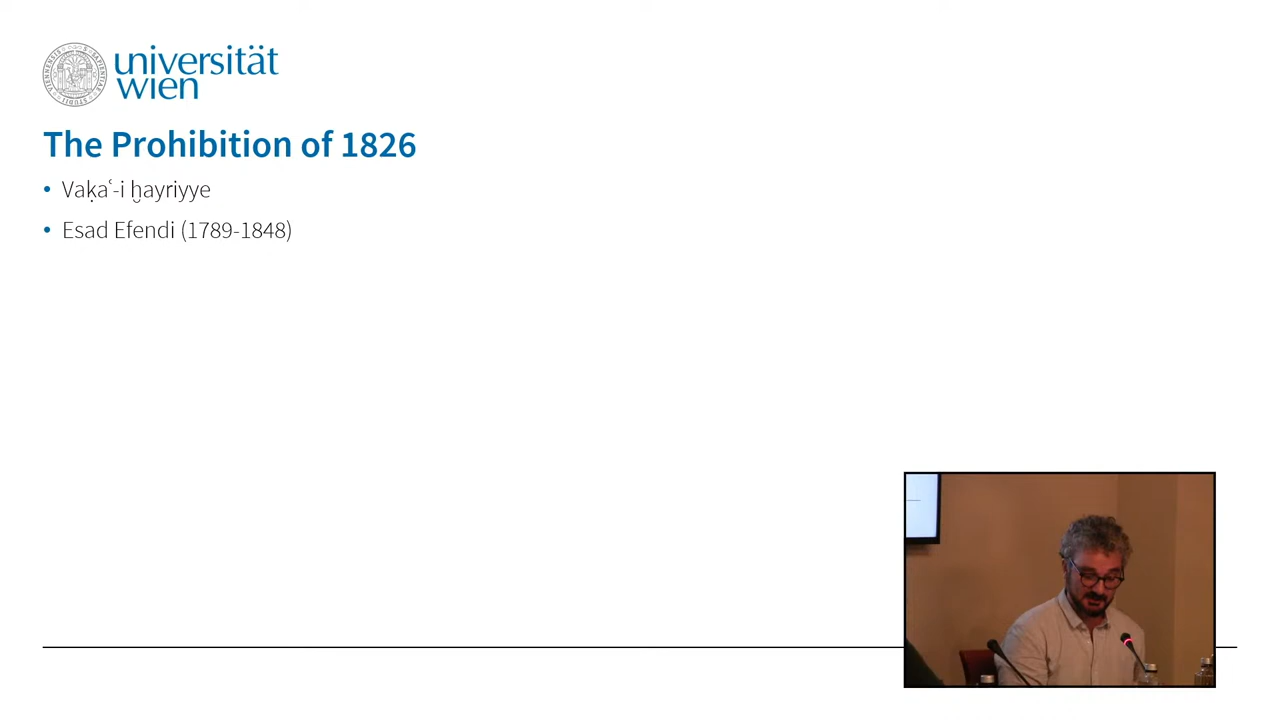 universität
wien
The Prohibition of 1826
• Vaḳaʿ-i ḫayriyye
• Esad Efendi (1789-1848)